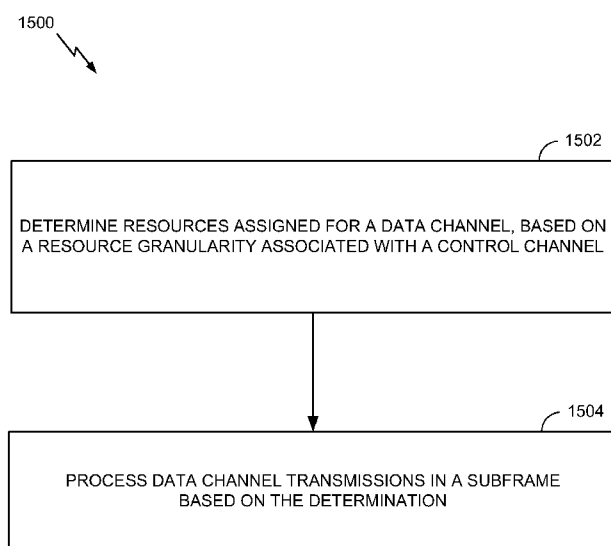 1500
1502
DETERMINE RESOURCES ASSIGNED FOR A DATA CHANNEL, BASED ON
A RESOURCE GRANULARITY ASSOCIATED WITH A CONTROL CHANNEL
1504
PROCESS DATA CHANNEL TRANSMISSIONS IN A SUBFRAME
BASED ON THE DETERMINATION